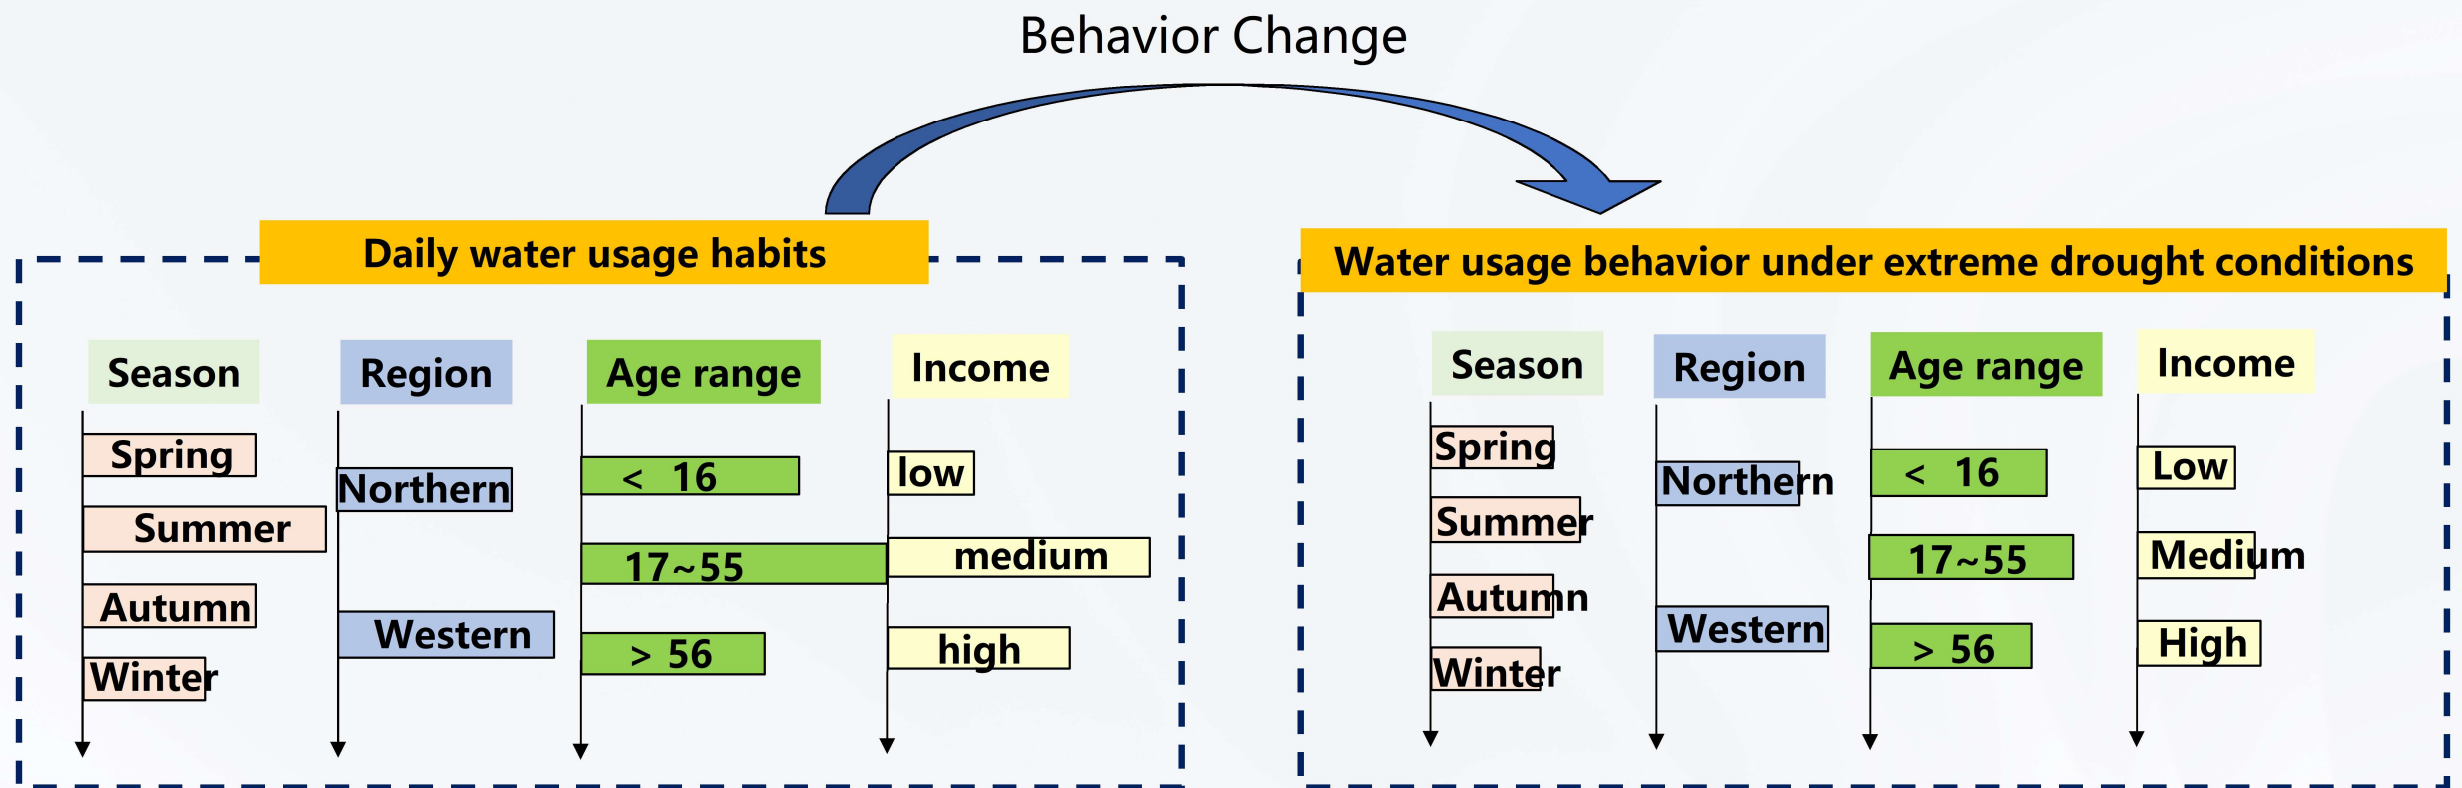 Behavior Change
Daily water usage habits
Season
Spring
Summer
Autumn
Winter
Region
Northern
Western
Age range
< 16
17~55
> 56
Income
low
medium
high
Water usage behavior under extreme drought conditions
Season
Spring
Summer
Autumn
Winter
Region
Northern
Western
Age range
< 16
17~55
> 56
Income
Low
Medium
High